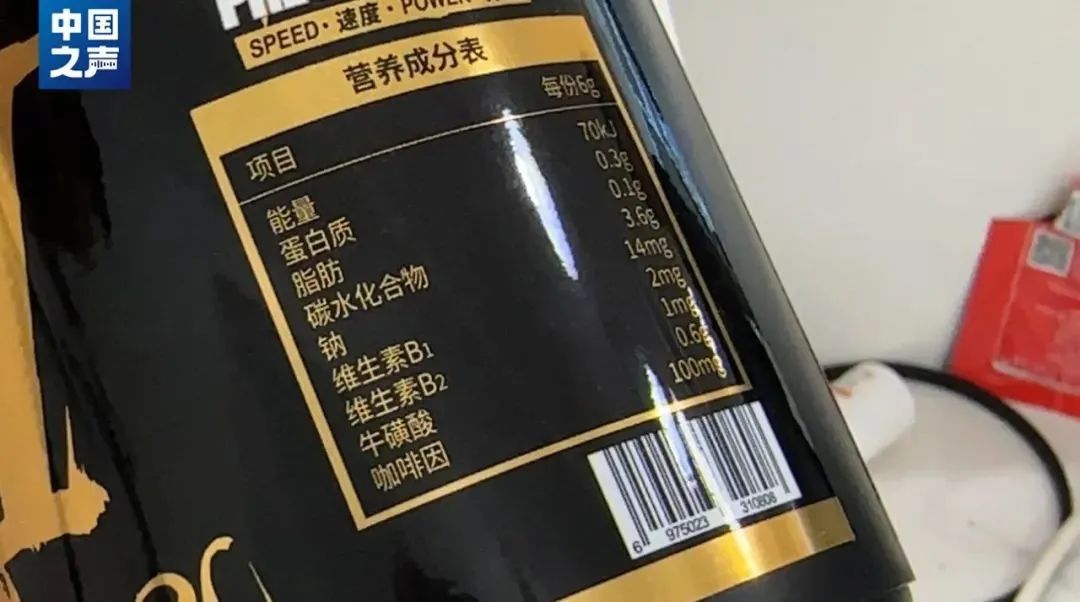 中国
之声
SPEED·速度·POWER
营养成分表
项目 每份6g
能量 70kJ
蛋白质 0.3g
脂肪 0.1g
碳水化合物 3.6g
钠 14mg
维生素B1 2mg
维生素B2 1mg
牛磺酸 0.6g
咖啡因 100mg
6 975023 310808